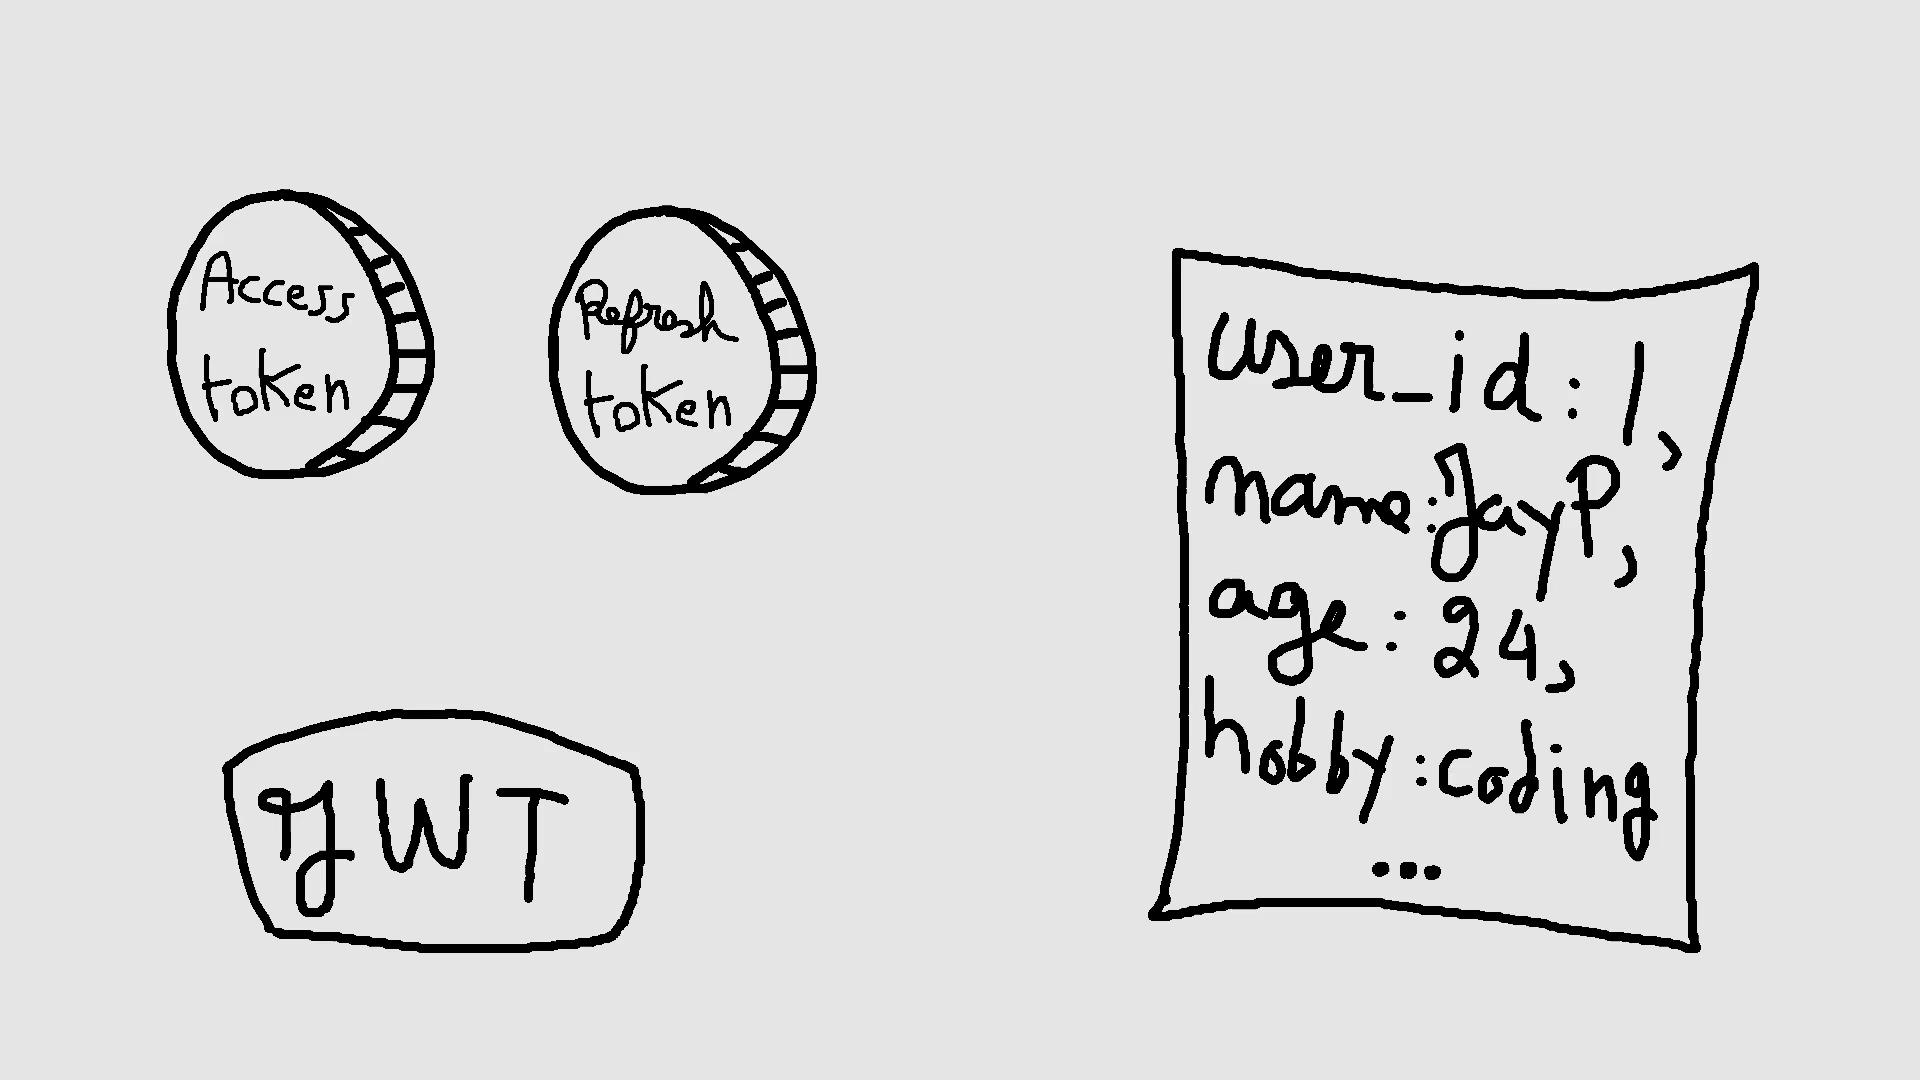 Access
token
Refresh
token
JWT
user_id: 1,
name: JayP,
age: 24,
hobby: coding
...